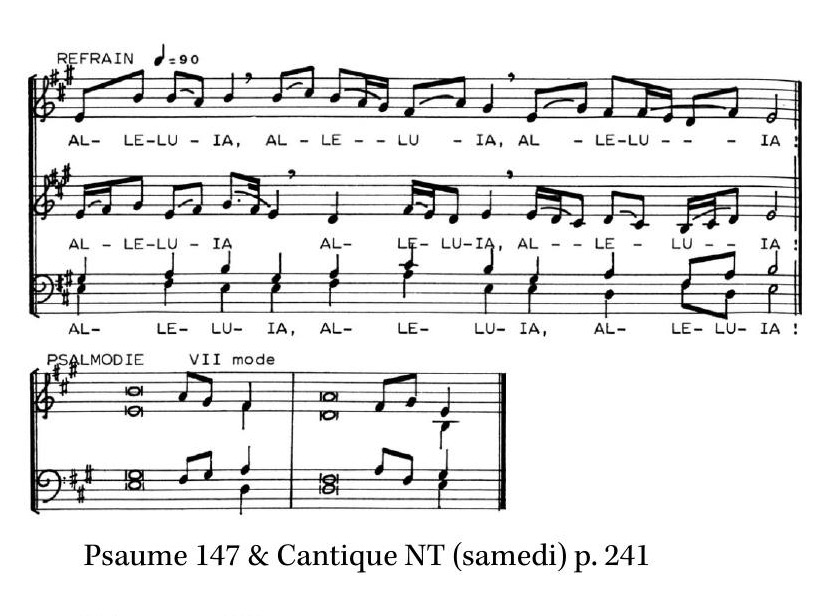 REFRAIN ♩=90
AL- LE-LU - IA, AL - LE - - LU - IA, AL - LE-LU - - - IA :
AL - LE-LU - IA AL- LE- LU-IA, AL - - LE - LU - - IA :
AL- LE- LU- IA, AL- LE- LU- IA, AL- LE- LU- IA :
PSALMODIE VII mode
Psaume 147 & Cantique NT (samedi) p. 241